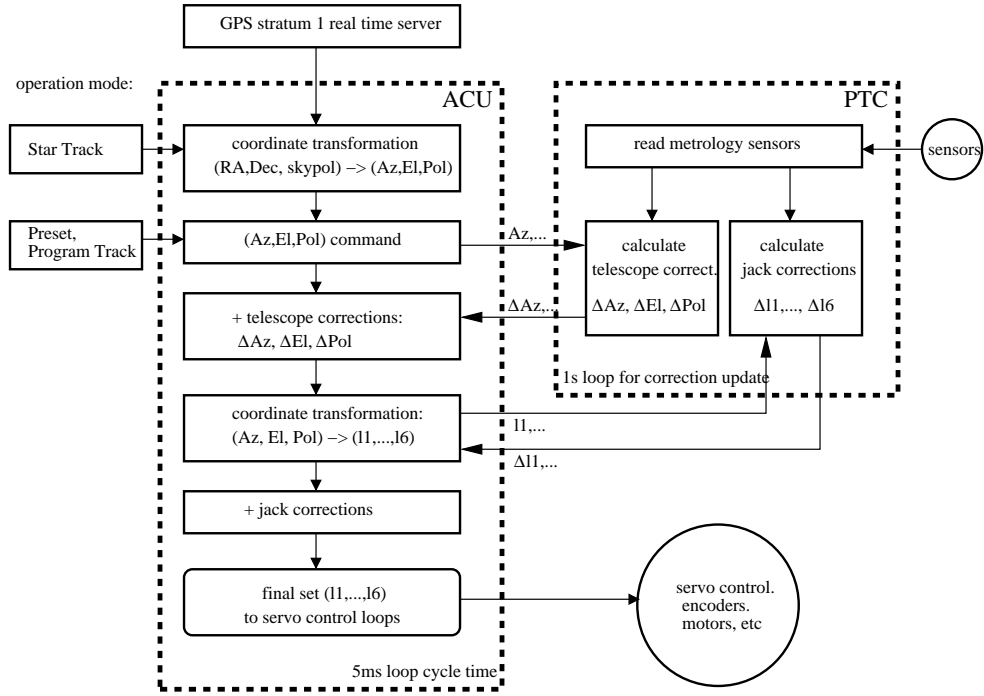 GPS stratum 1 real time server
operation mode:
ACU
PTC
Star Track
coordinate transformation
(RA,Dec, skypol) −> (Az,El,Pol)
read metrology sensors
sensors
Preset,
Program Track
(Az,El,Pol) command
Az,...
calculate
telescope correct.
ΔAz, ΔEl, ΔPol
calculate
jack corrections
Δl1,..., Δl6
+ telescope corrections:
ΔAz, ΔEl, ΔPol
ΔAz,...
1s loop for correction update
coordinate transformation:
(Az, El, Pol) −> (l1,...,l6)
l1,...
Δl1,...
+ jack corrections
final set (l1,...,l6)
to servo control loops
servo control.
encoders.
motors, etc
5ms loop cycle time